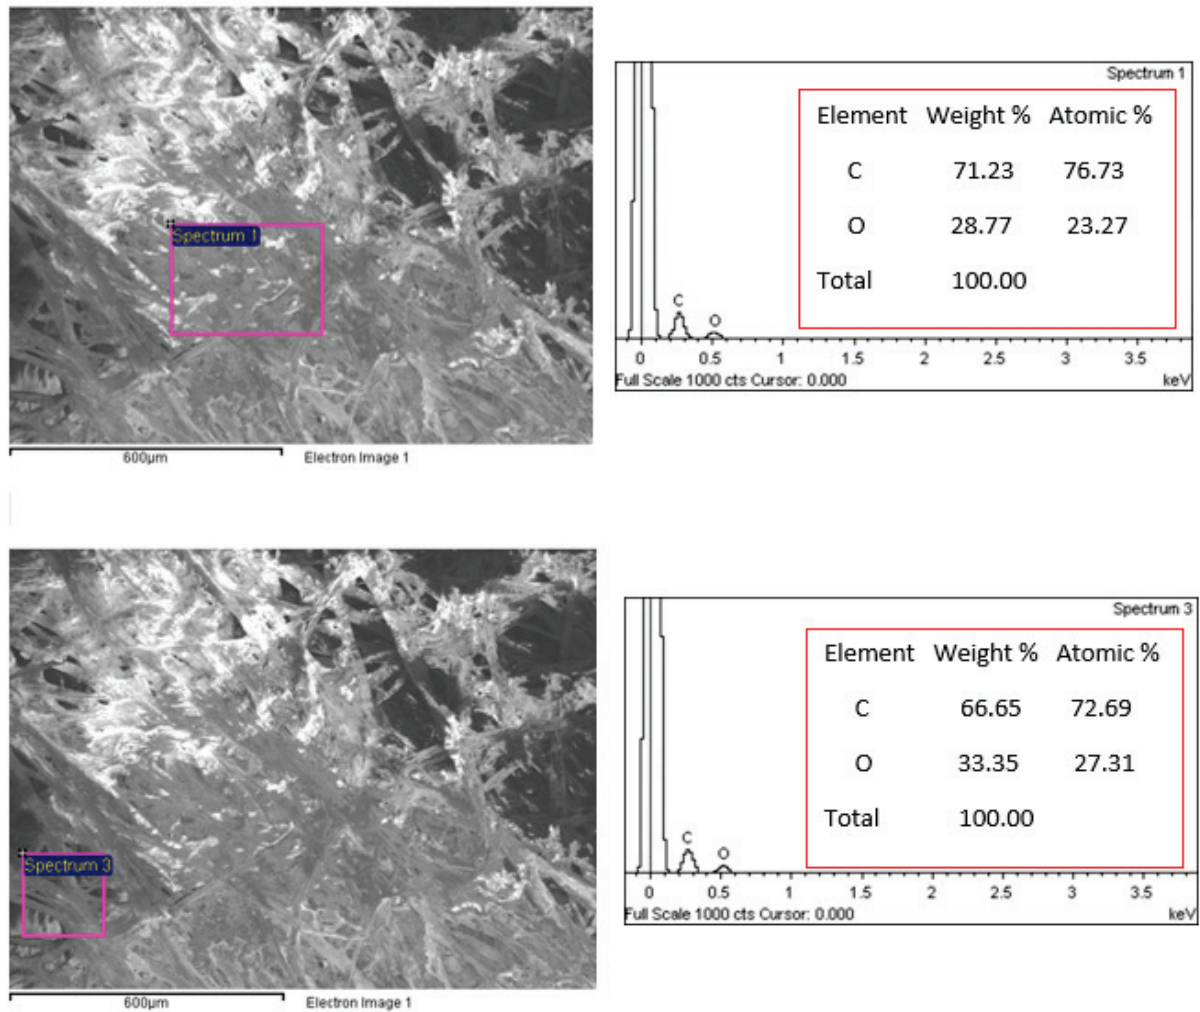 Spectrum 1
600µm Electron Image 1
Spectrum 1
Element Weight % Atomic %
C 71.23 76.73
O 28.77 23.27
Total 100.00
C
O
0 0.5 1 1.5 2 2.5 3 3.5
Full Scale 1000 cts Cursor: 0.000 keV
Spectrum 3
600µm Electron Image 1
Spectrum 3
Element Weight % Atomic %
C 66.65 72.69
O 33.35 27.31
Total 100.00
C O
0 0.5 1 1.5 2 2.5 3 3.5
Full Scale 1000 cts Cursor: 0.000 keV